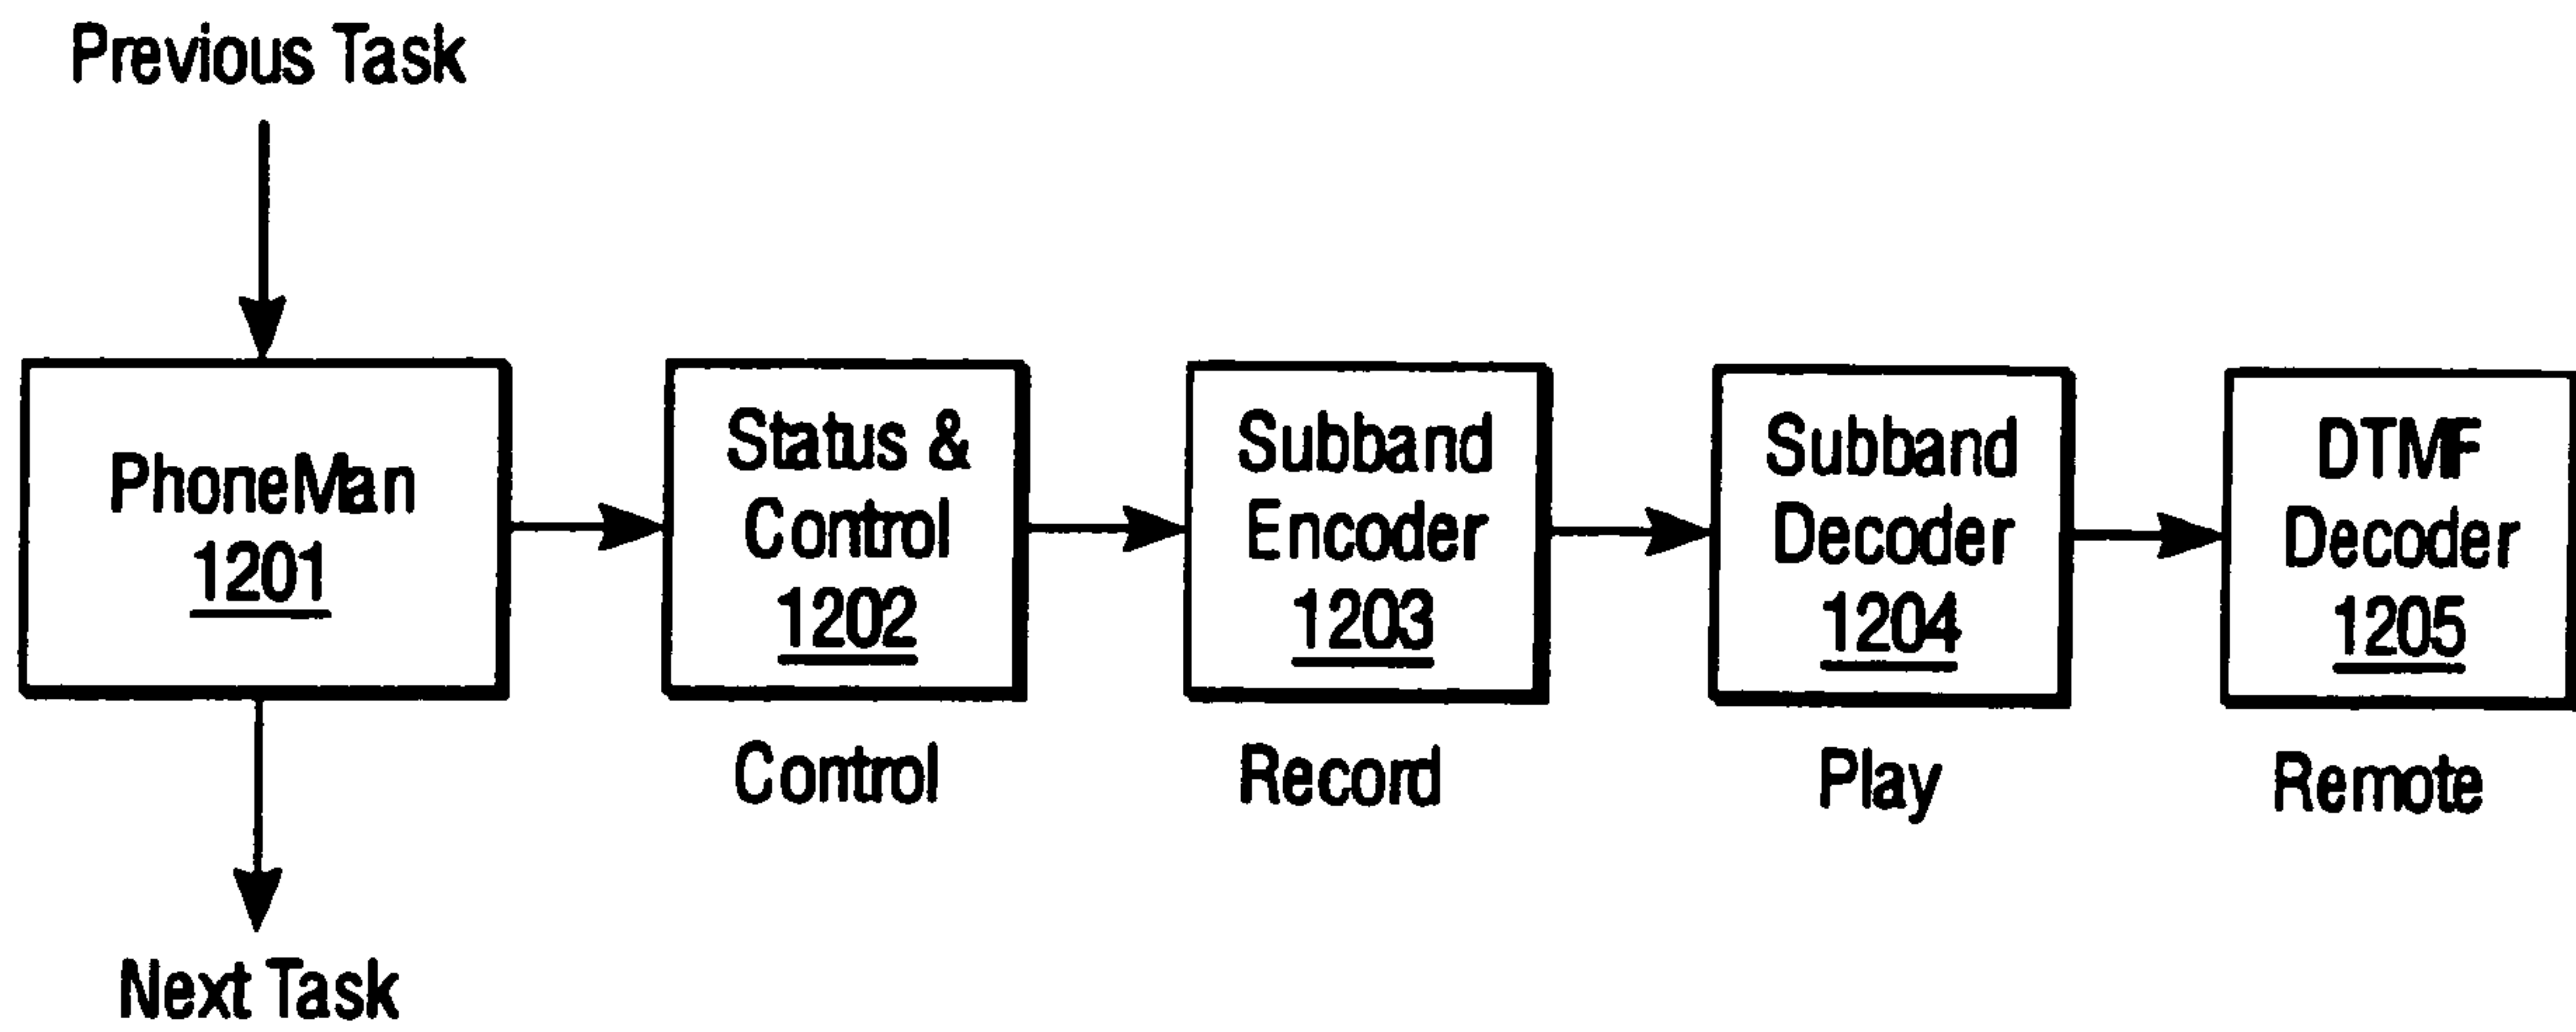 Previous Task
PhoneMan
1201
Status &
Control
1202
Control
Subband
Encoder
1203
Record
Subband
Decoder
1204
Play
DTMF
Decoder
1205
Remote
Next Task